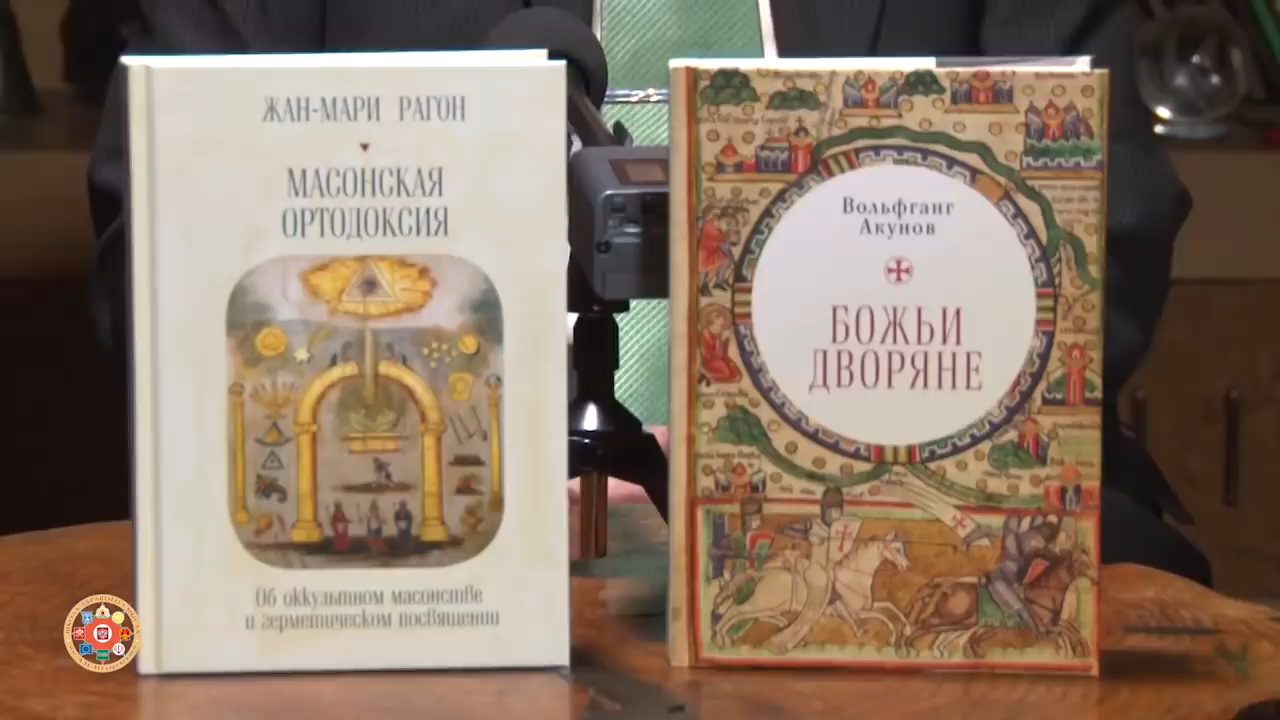 ЖАН-МАРИ РАГОН
МАСОНСКАЯ
ОРТОДОКСИЯ
Об оккультном масонстве
и герметическом посвящении
Вольфганг
Акунов
БОЖЬИ
ДВОРЯНЕ